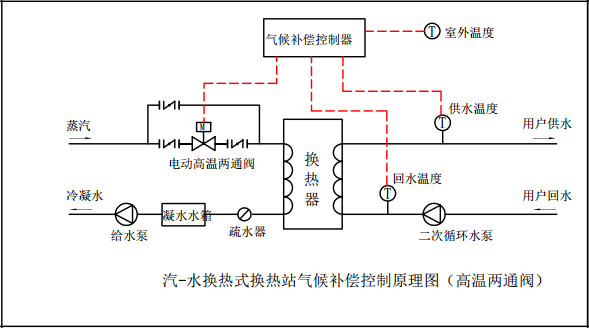 气候补偿控制器
T
室外温度
供水温度
T
用户供水
蒸汽
M
电动高温两通阀
换热器
回水温度
T
用户回水
冷凝水
凝水水箱
给水泵
疏水器
二次循环水泵
汽-水换热式换热站气候补偿控制原理图（高温两通阀）